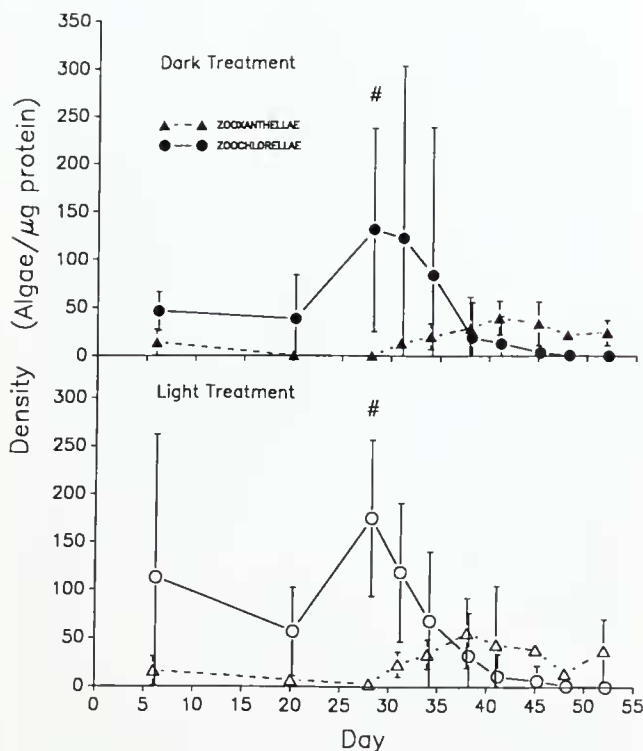 350
300
250
200
150
100
50
0
Dark Treatment
#
ZOOXANTHELLAE
ZOOCHLORELLAE
Density (Algae/μg protein)
300
250
200
150
100
50
0
Light Treatment
#
0 5 10 15 20 25 30 35 40 45 50 55
Day